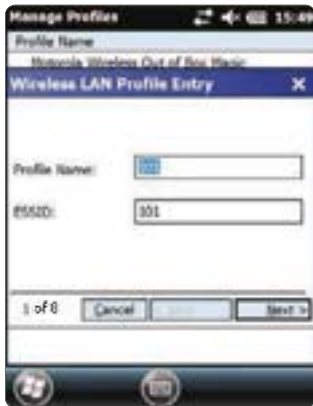 Manage Profiles 15:49
Profile Name
Motorola Wireless Out of Box Magic
Wireless LAN Profile Entry
Profile Name:
ESSID: 101
1 of 8 Cancel Next >